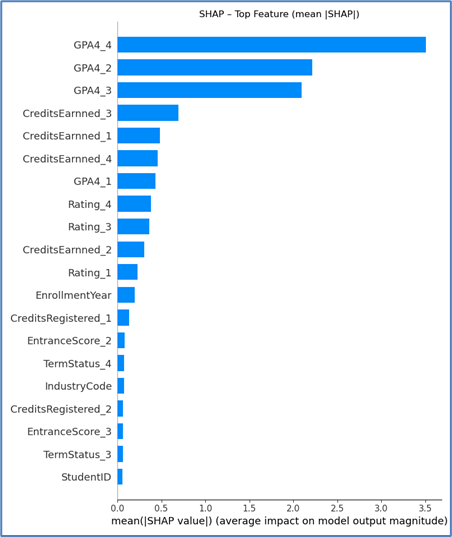 SHAP – Top Feature (mean |SHAP|)
GPA4_4
GPA4_2
GPA4_3
CreditsEarnned_3
CreditsEarnned_1
CreditsEarnned_4
GPA4_1
Rating_4
Rating_3
CreditsEarnned_2
Rating_1
EnrollmentYear
CreditsRegistered_1
EntranceScore_2
TermStatus_4
IndustryCode
CreditsRegistered_2
EntranceScore_3
TermStatus_3
StudentID
0.0 0.5 1.0 1.5 2.0 2.5 3.0 3.5
mean(|SHAP value|) (average impact on model output magnitude)